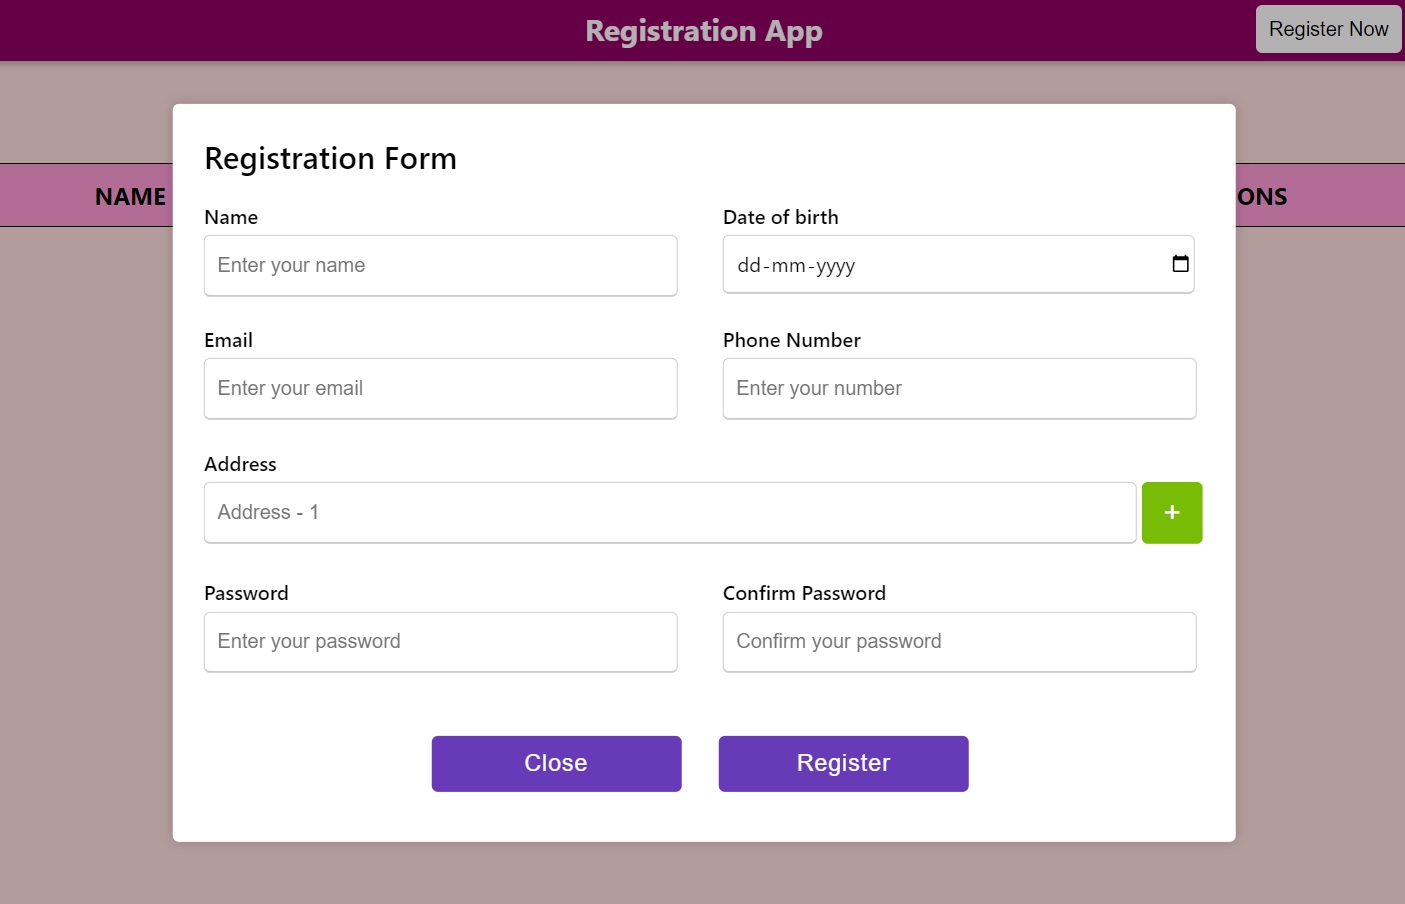 Registration App
Register Now
Registration Form
NAME
ONS
Name
Date of birth
Enter your name
dd-mm-yyyy
Email
Phone Number
Enter your email
Enter your number
Address
Address - 1
+
Password
Confirm Password
Enter your password
Confirm your password
Close
Register